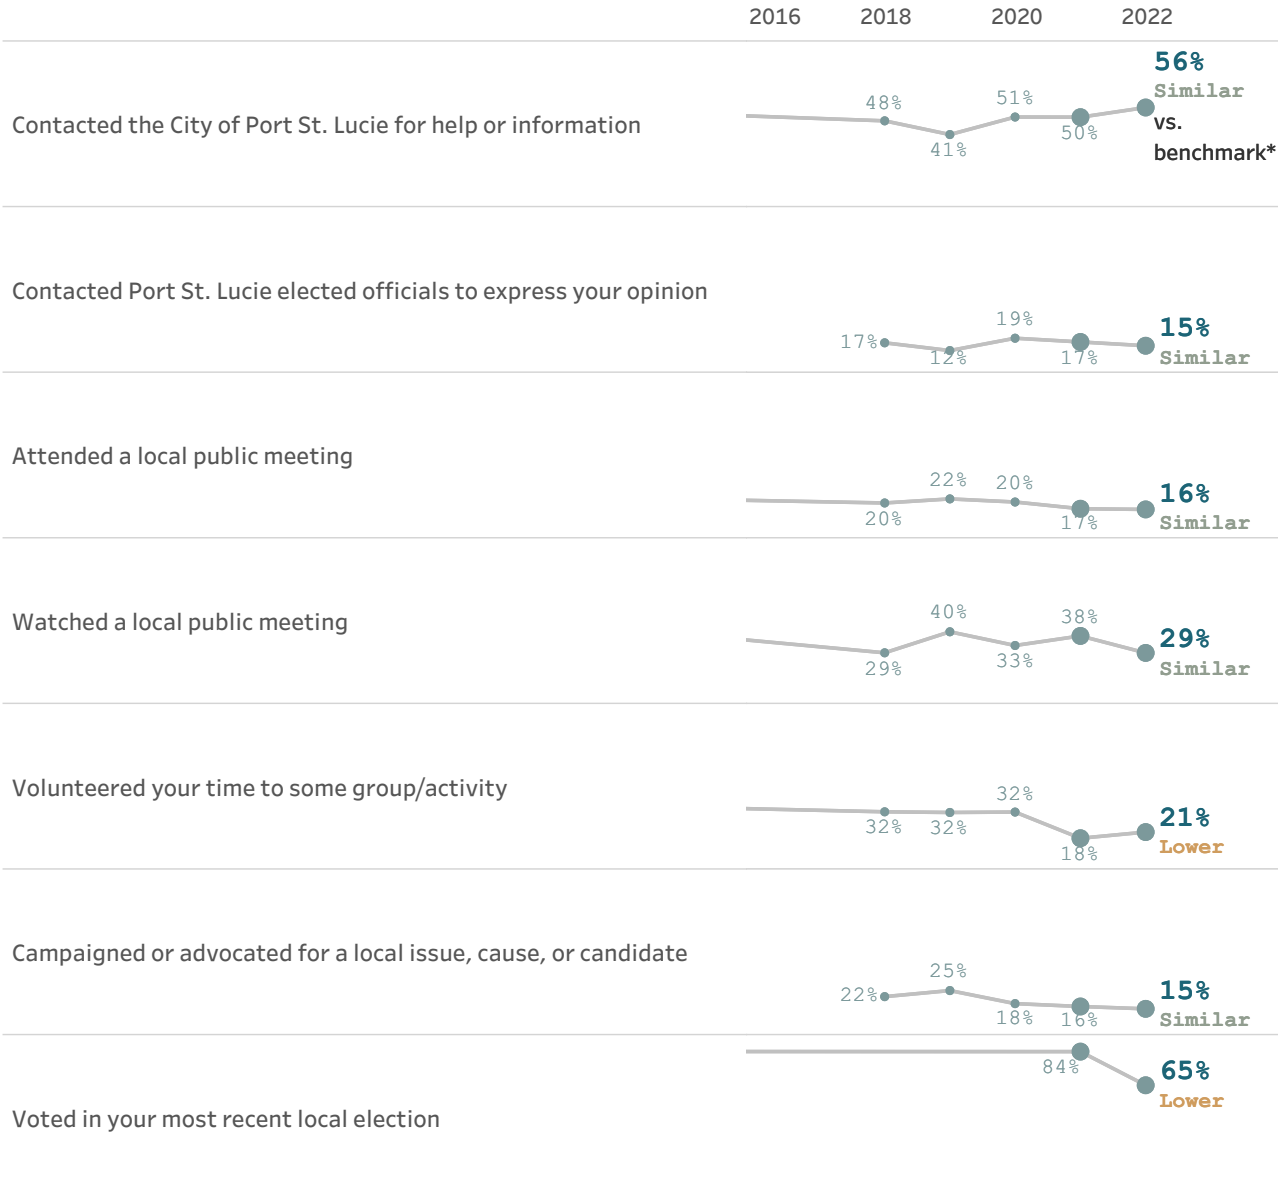 2016 2018 2020 2022
56%
Similar
48% 51%
Contacted the City of Port St. Lucie for help or information
vs.
50%
41%
benchmark*
Contacted Port St. Lucie elected officials to express your opinion
19%
15%
17%
12% 17% Similar
Attended a local public meeting
22% 20%
16%
20% 17% Similar
Watched a local public meeting
40% 38%
29%
29% 33% Similar
Volunteered your time to some group/activity
32%
21%
32% 32%
18% Lower
Campaigned or advocated for a local issue, cause, or candidate
25%
22% 15%
18% 16% Similar
84% 65%
Lower
Voted in your most recent local election